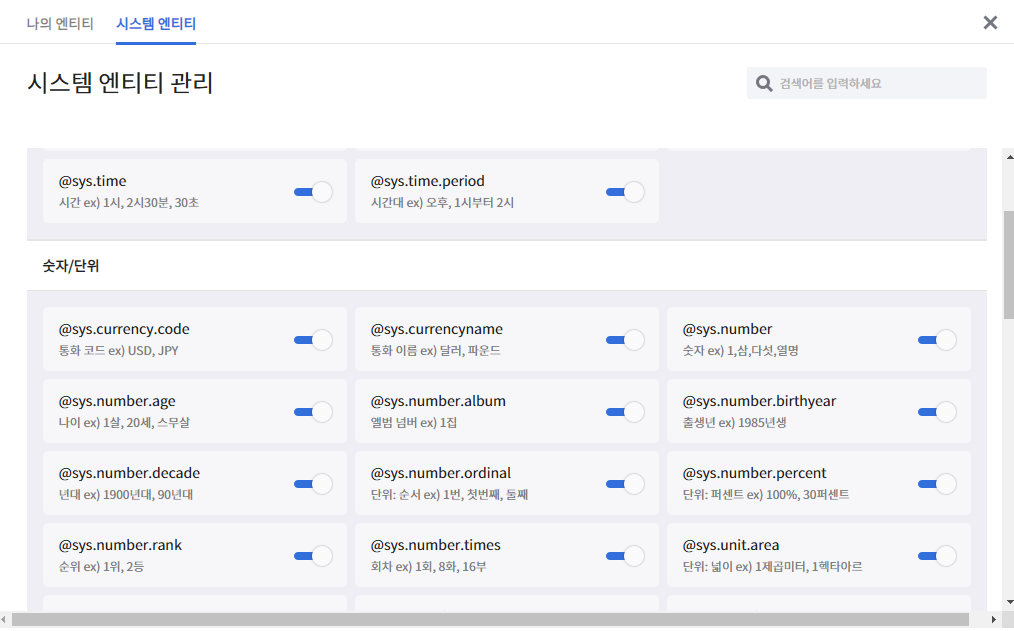 나의 엔티티
시스템 엔티티
시스템 엔티티 관리
검색어를 입력하세요
@sys.time
시간 ex) 1시, 2시30분, 30초
@sys.time.period
시간대 ex) 오후, 1시부터 2시
숫자/단위
@sys.currency.code
통화 코드 ex) USD, JPY
@sys.currencyname
통화 이름 ex) 달러, 파운드
@sys.number
숫자 ex) 1,삼,다섯,열명
@sys.number.age
나이 ex) 1살, 20세, 스무살
@sys.number.album
앨범 넘버 ex) 1집
@sys.number.birthyear
출생년 ex) 1985년생
@sys.number.decade
년대 ex) 1900년대, 90년대
@sys.number.ordinal
단위: 순서 ex) 1번, 첫번째, 둘째
@sys.number.percent
단위: 퍼센트 ex) 100%, 30퍼센트
@sys.number.rank
순위 ex) 1위, 2등
@sys.number.times
회차 ex) 1회, 8화, 16부
@sys.unit.area
단위: 넓이 ex) 1제곱미터, 1헥타아르